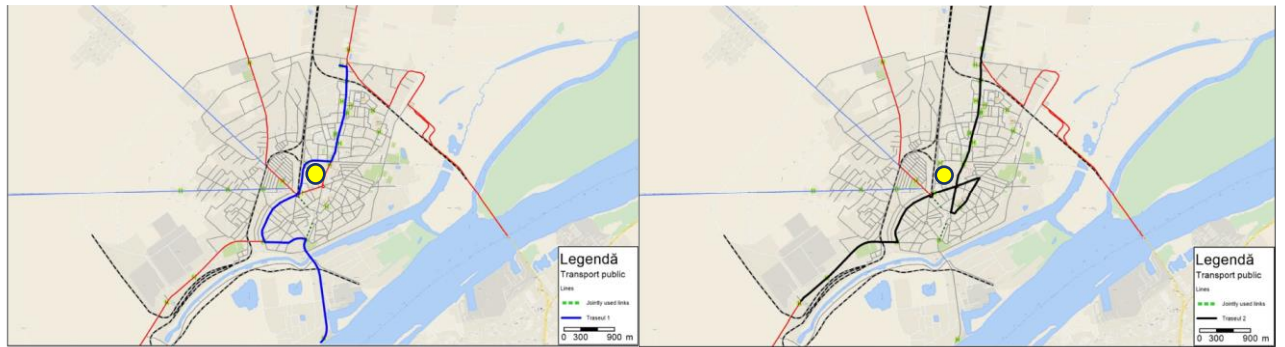 Legendă
Transport public
Lines
Jointly used links
Traseul 1
0 300 900 m
Legendă
Transport public
Lines
Jointly used links
Traseul 2
0 300 900 m